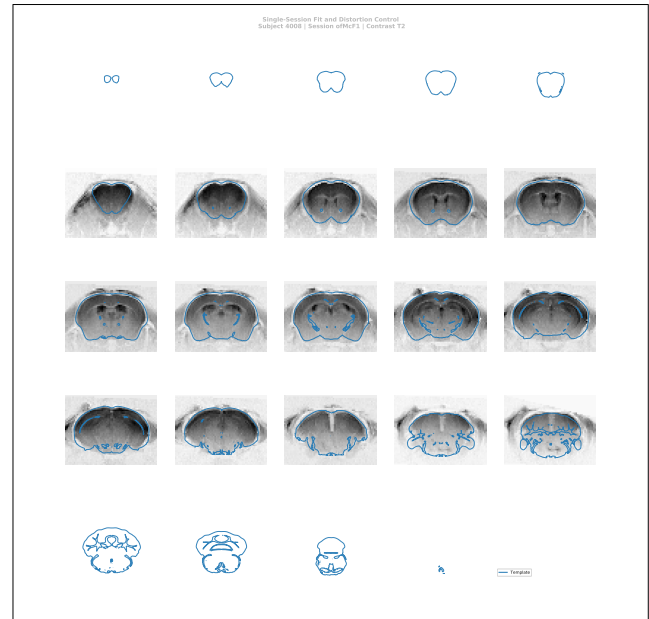 Single-Session Fit and Distortion Control
Subject 4008 | Session ofMcF1 | Contrast T2
Template